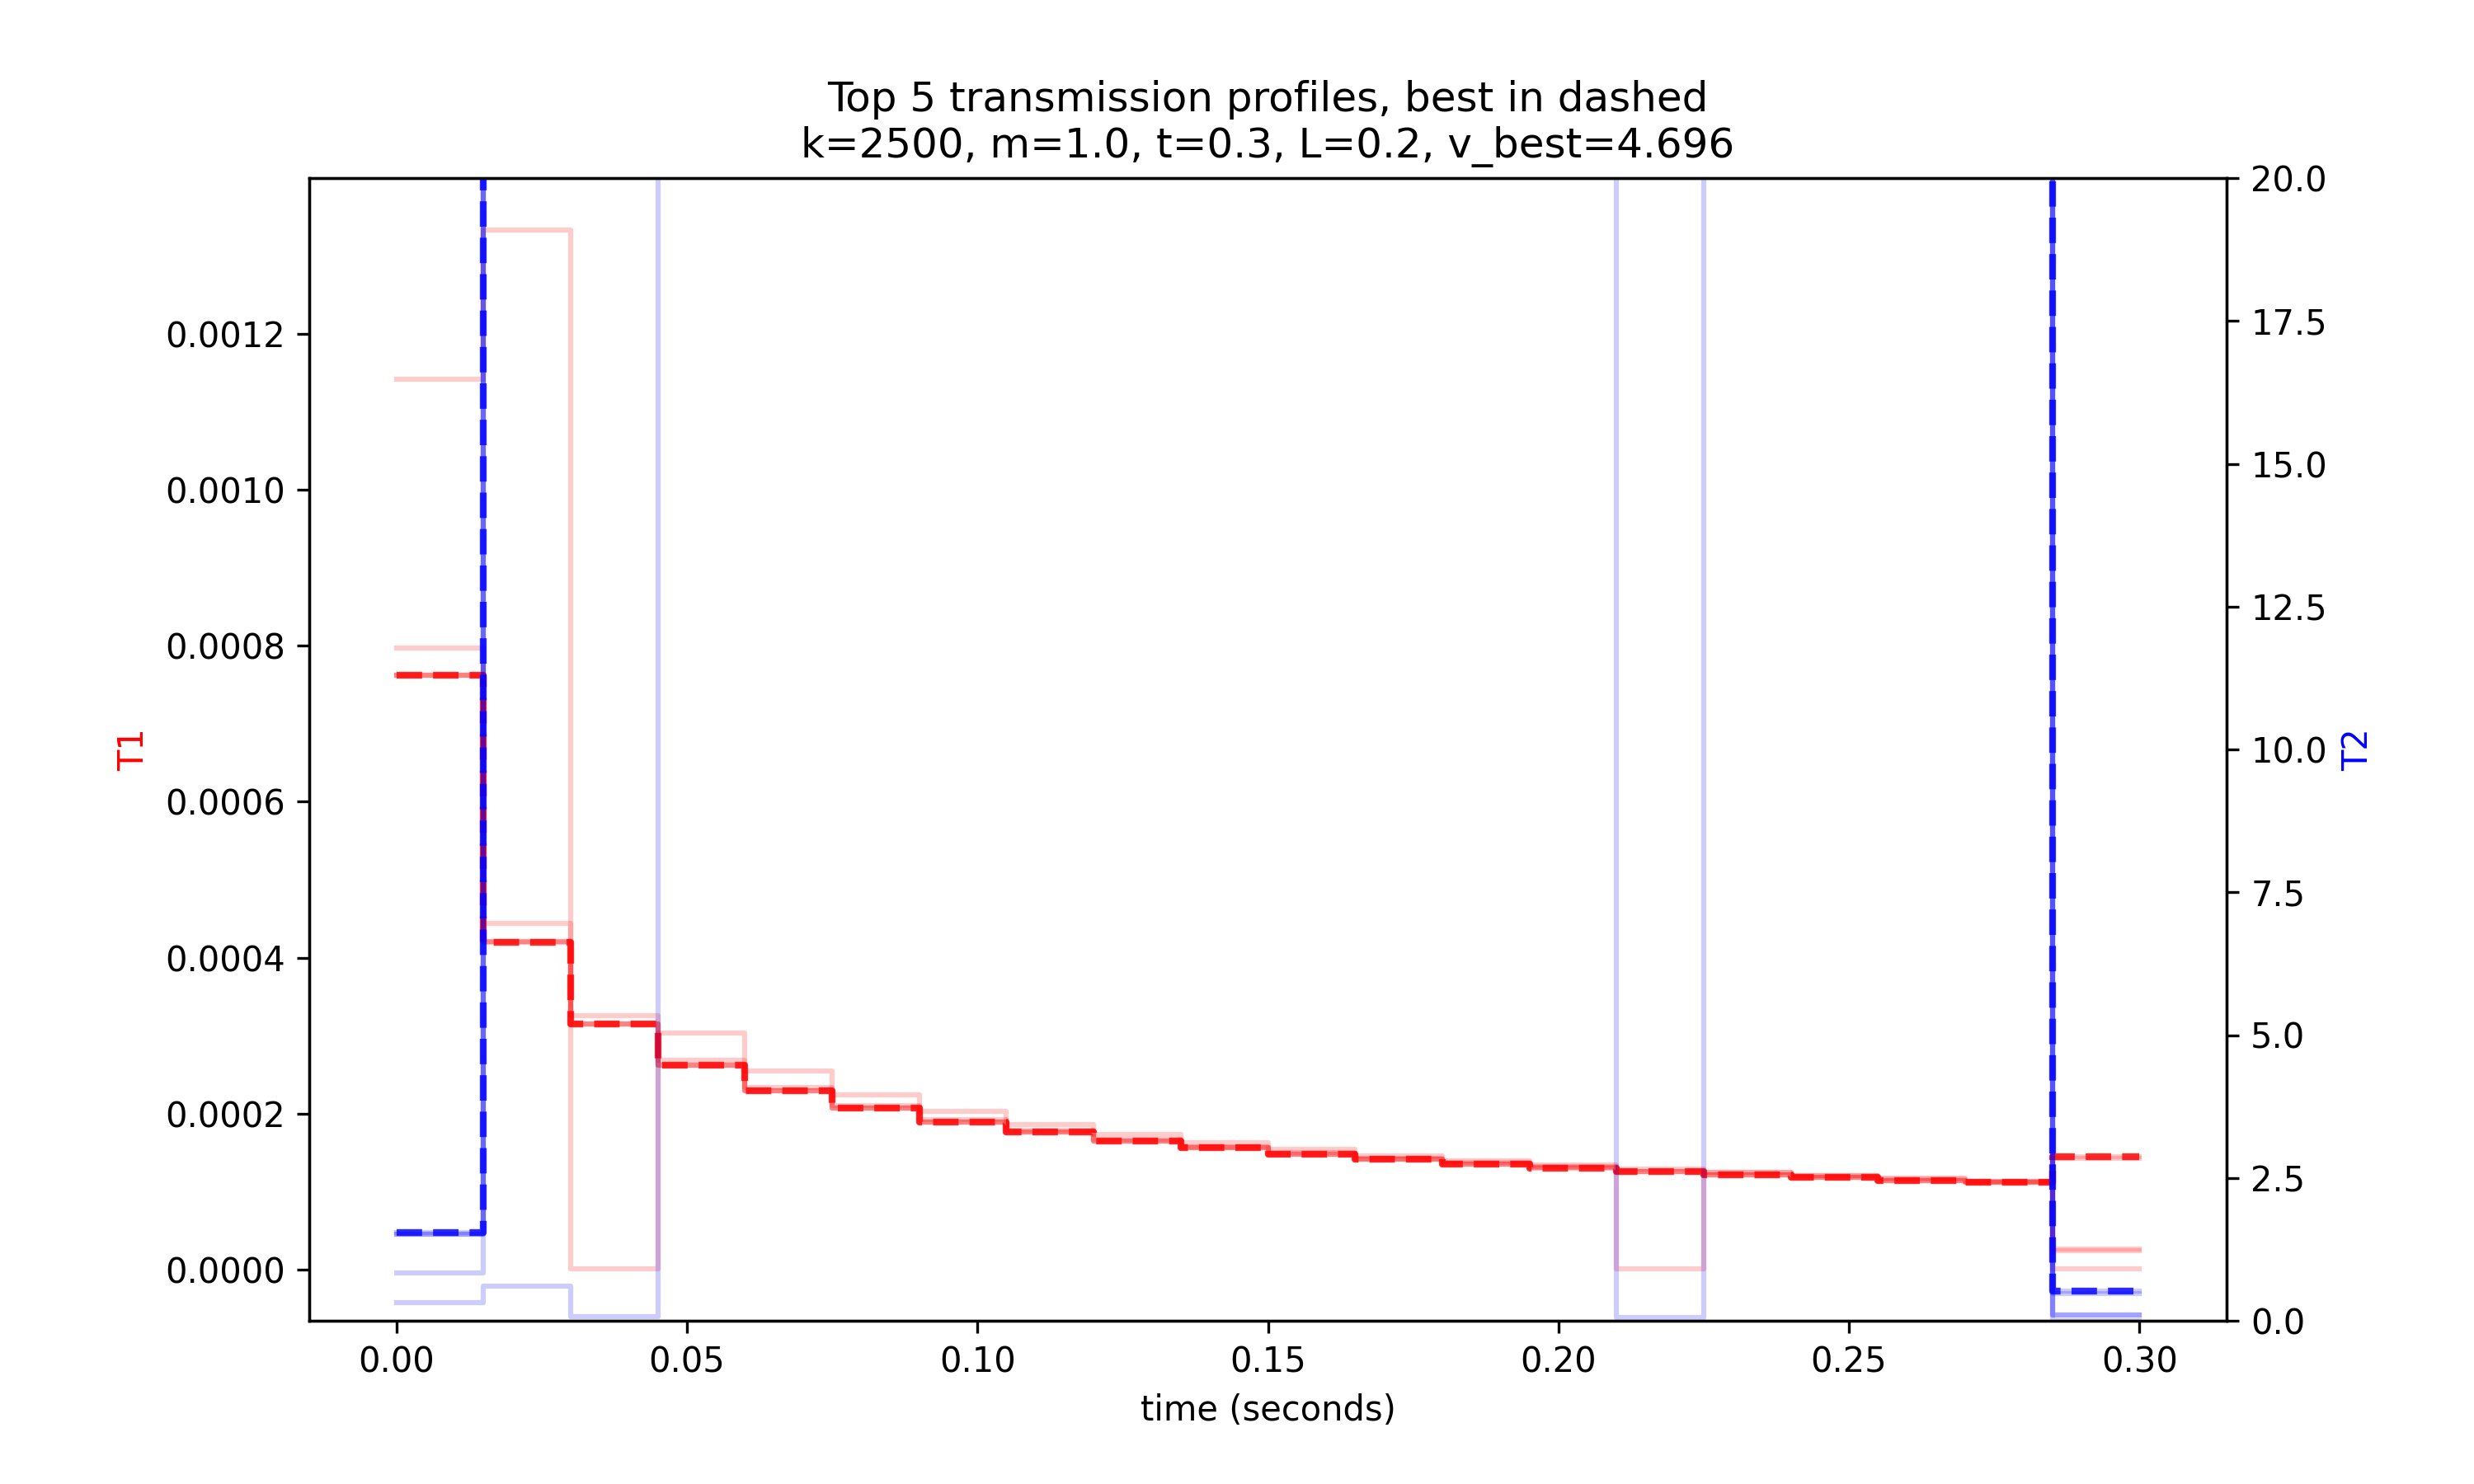 Top 5 transmission profiles, best in dashed
k=2500, m=1.0, t=0.3, L=0.2, v_best=4.696
0.0012
0.0010
0.0008
0.0006
0.0004
0.0002
0.0000
T1
20.0
17.5
15.0
12.5
10.0
7.5
5.0
2.5
0.0
T2
0.00 0.05 0.10 0.15 0.20 0.25 0.30
time (seconds)